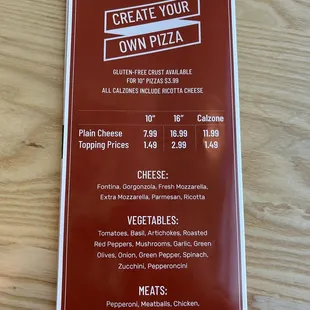 CREATE YOUR
OWN PIZZA
GLUTEN-FREE CRUST AVAILABLE
FOR 10" PIZZAS $3.99
ALL CALZONES INCLUDE RICOTTA CHEESE
10" 16" Calzone
Plain Cheese 7.99 16.99 11.99
Topping Prices 1.49 2.99 1.49
CHEESE:
Fontina, Gorgonzola, Fresh Mozzarella,
Extra Mozzarella, Parmesan, Ricotta
VEGETABLES:
Tomatoes, Basil, Artichokes, Roasted
Red Peppers, Mushrooms, Garlic, Green
Olives, Onion, Green Pepper, Spinach,
Zucchini, Pepperoncini
MEATS:
Pepperoni, Meatballs, Chicken,